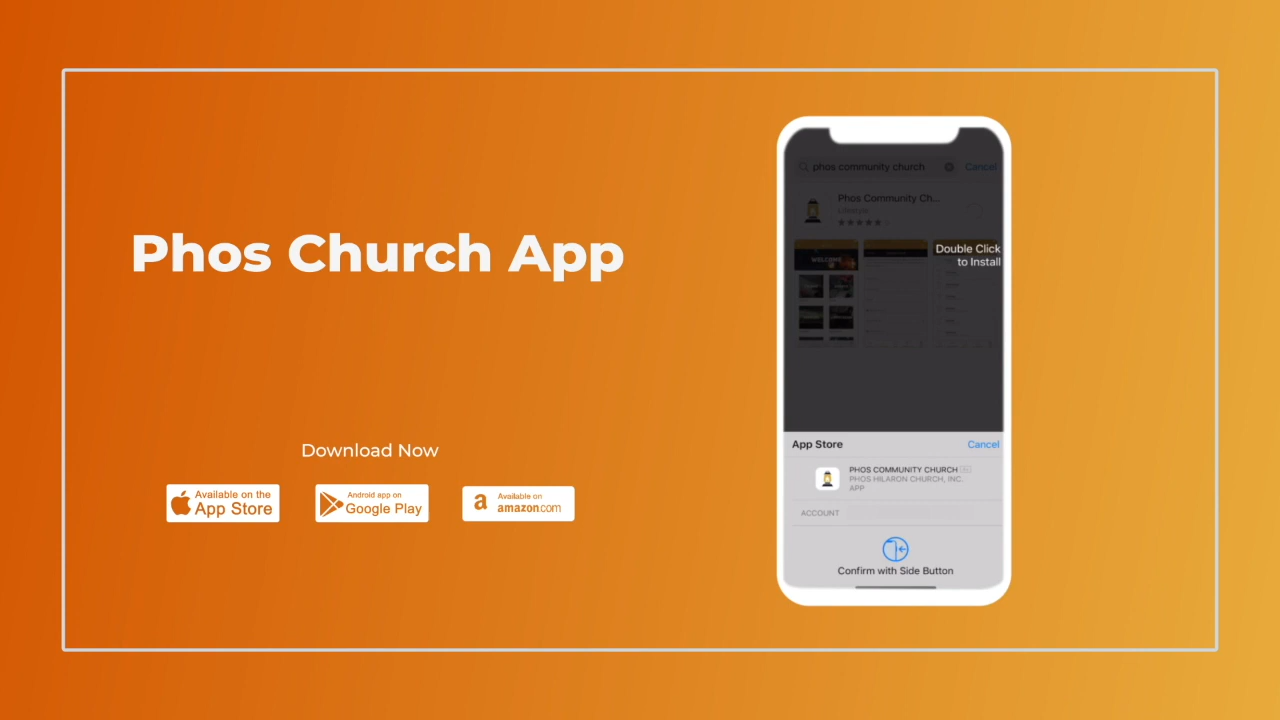 Phos Church App
Download Now
Available on the
App Store
Android app on
Google Play
a
Available on
amazon.com
phos community church
Cancel
Phos Community Ch...
Lifestyle
Double Click
to Install
WELCOME
App Store
Cancel
PHOS COMMUNITY CHURCH
PHOS HILARON CHURCH, INC.
APP
ACCOUNT
Confirm with Side Button